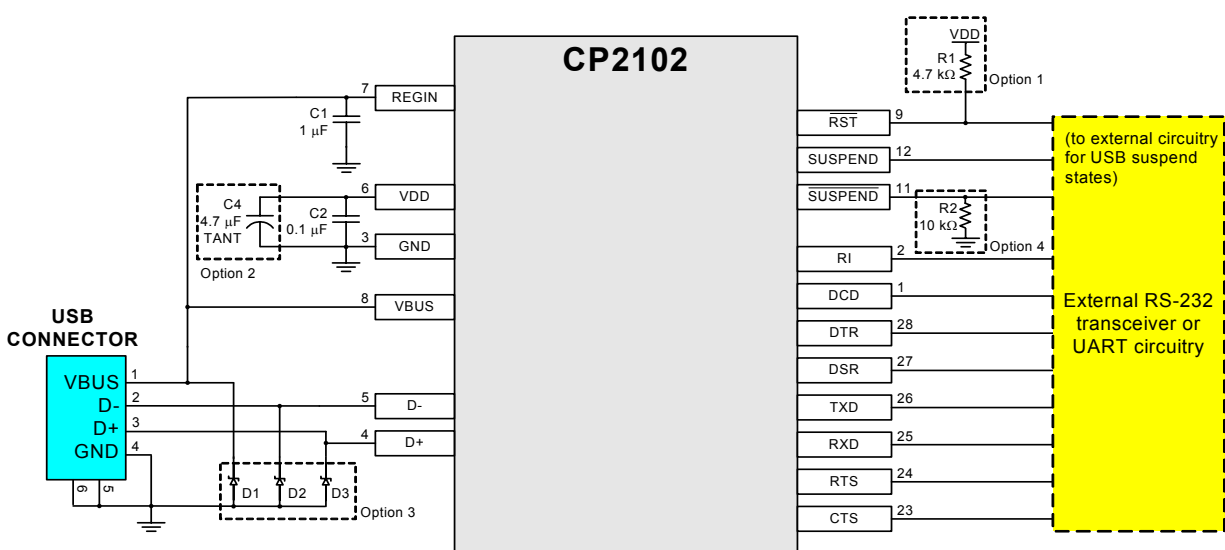 CP2102
VDD
R1
4.7 kΩ
Option 1
7
REGIN
C1
1 μF
6
VDD
C4
4.7 μF
TANT
C2
0.1 μF
3
GND
Option 2
8
VBUS
USB
CONNECTOR
VBUS
1
D-
2
D+
3
GND
4
6
5
5
D-
4
D+
D1
D2
D3
Option 3
RST
9
SUSPEND
12
SUSPEND
11
R2
10 kΩ
Option 4
RI
2
DCD
1
DTR
28
DSR
27
TXD
26
RXD
25
RTS
24
CTS
23
(to external circuitry
for USB suspend
states)
External RS-232
transceiver or
UART circuitry